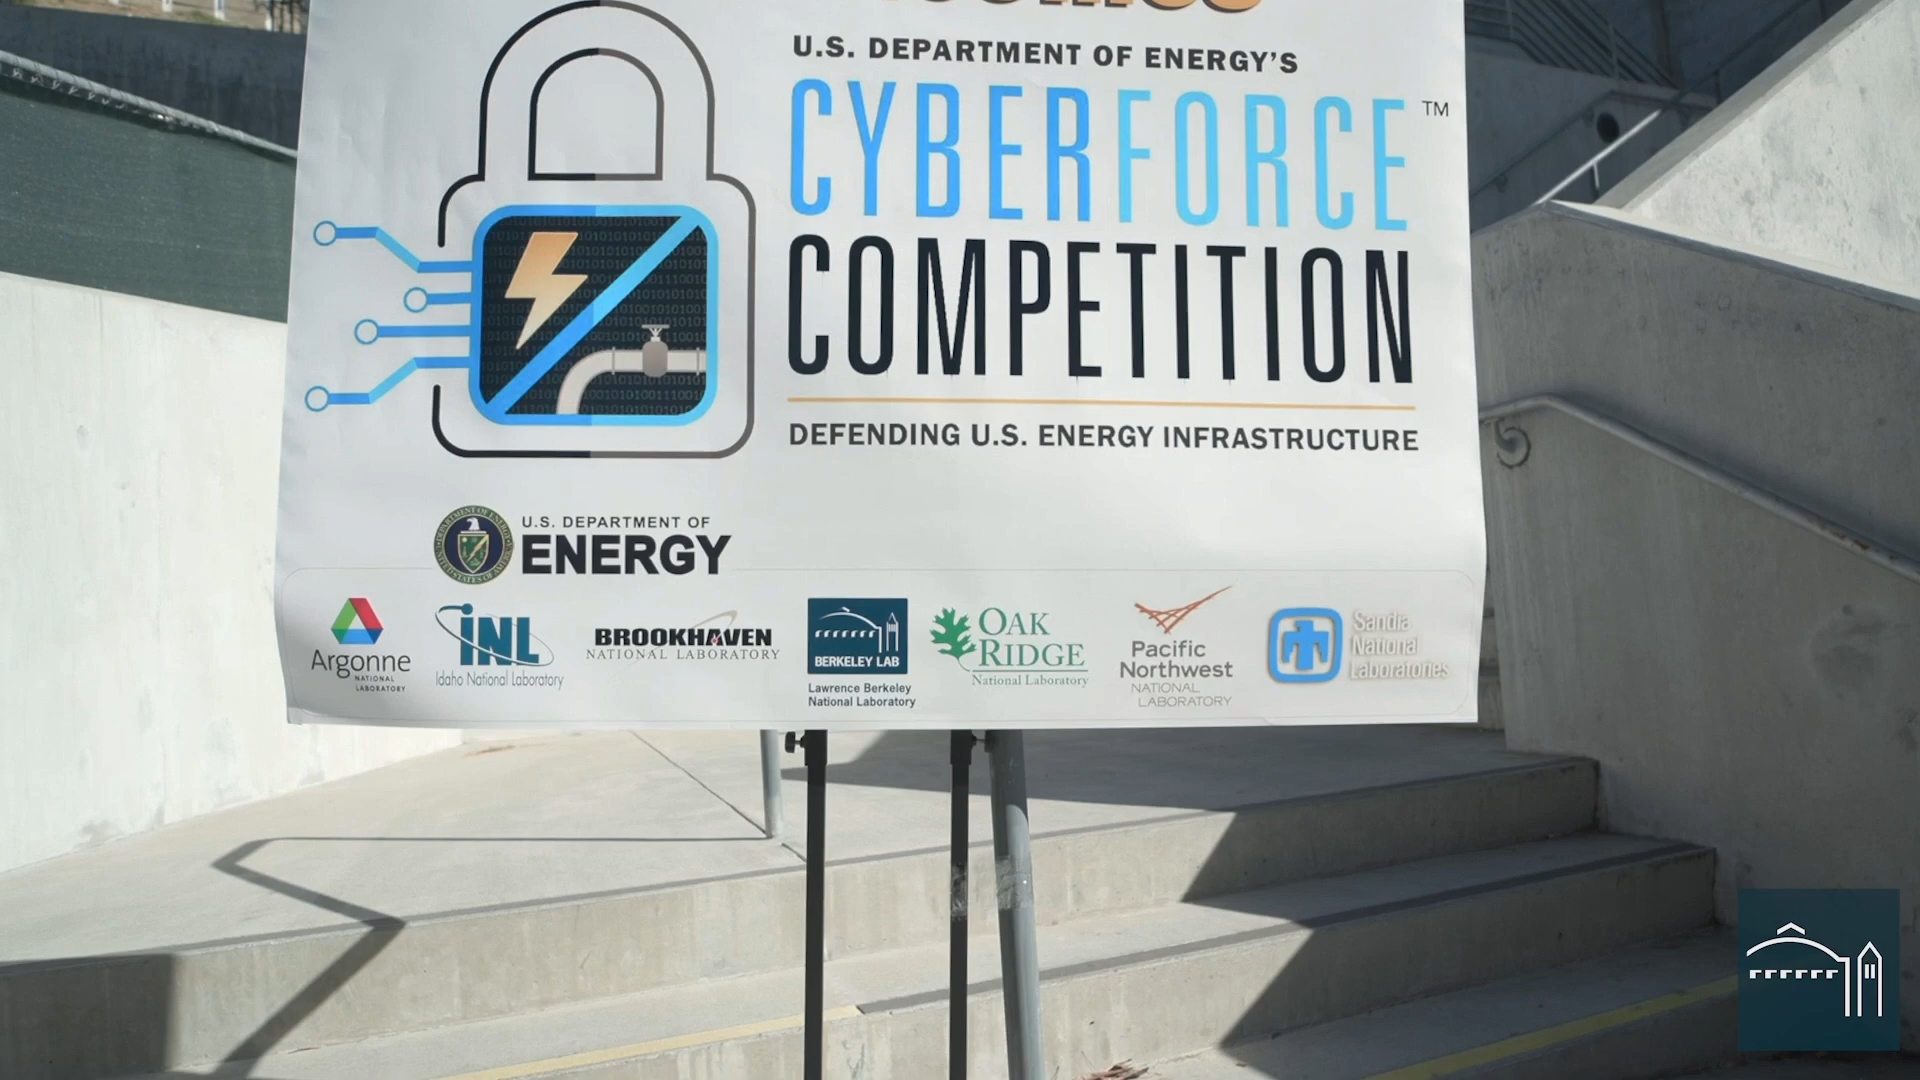 U.S. DEPARTMENT OF ENERGY'S
CYBERFORCE™
COMPETITION
DEFENDING U.S. ENERGY INFRASTRUCTURE
U.S. DEPARTMENT OF
ENERGY
Argonne
NATIONAL
LABORATORY
INL
Idaho National Laboratory
BROOKHAVEN
NATIONAL LABORATORY
BERKELEY LAB
Lawrence Berkeley
National Laboratory
OAK
RIDGE
National Laboratory
Pacific
Northwest
NATIONAL
LABORATORY
Sandia
National
Laboratories